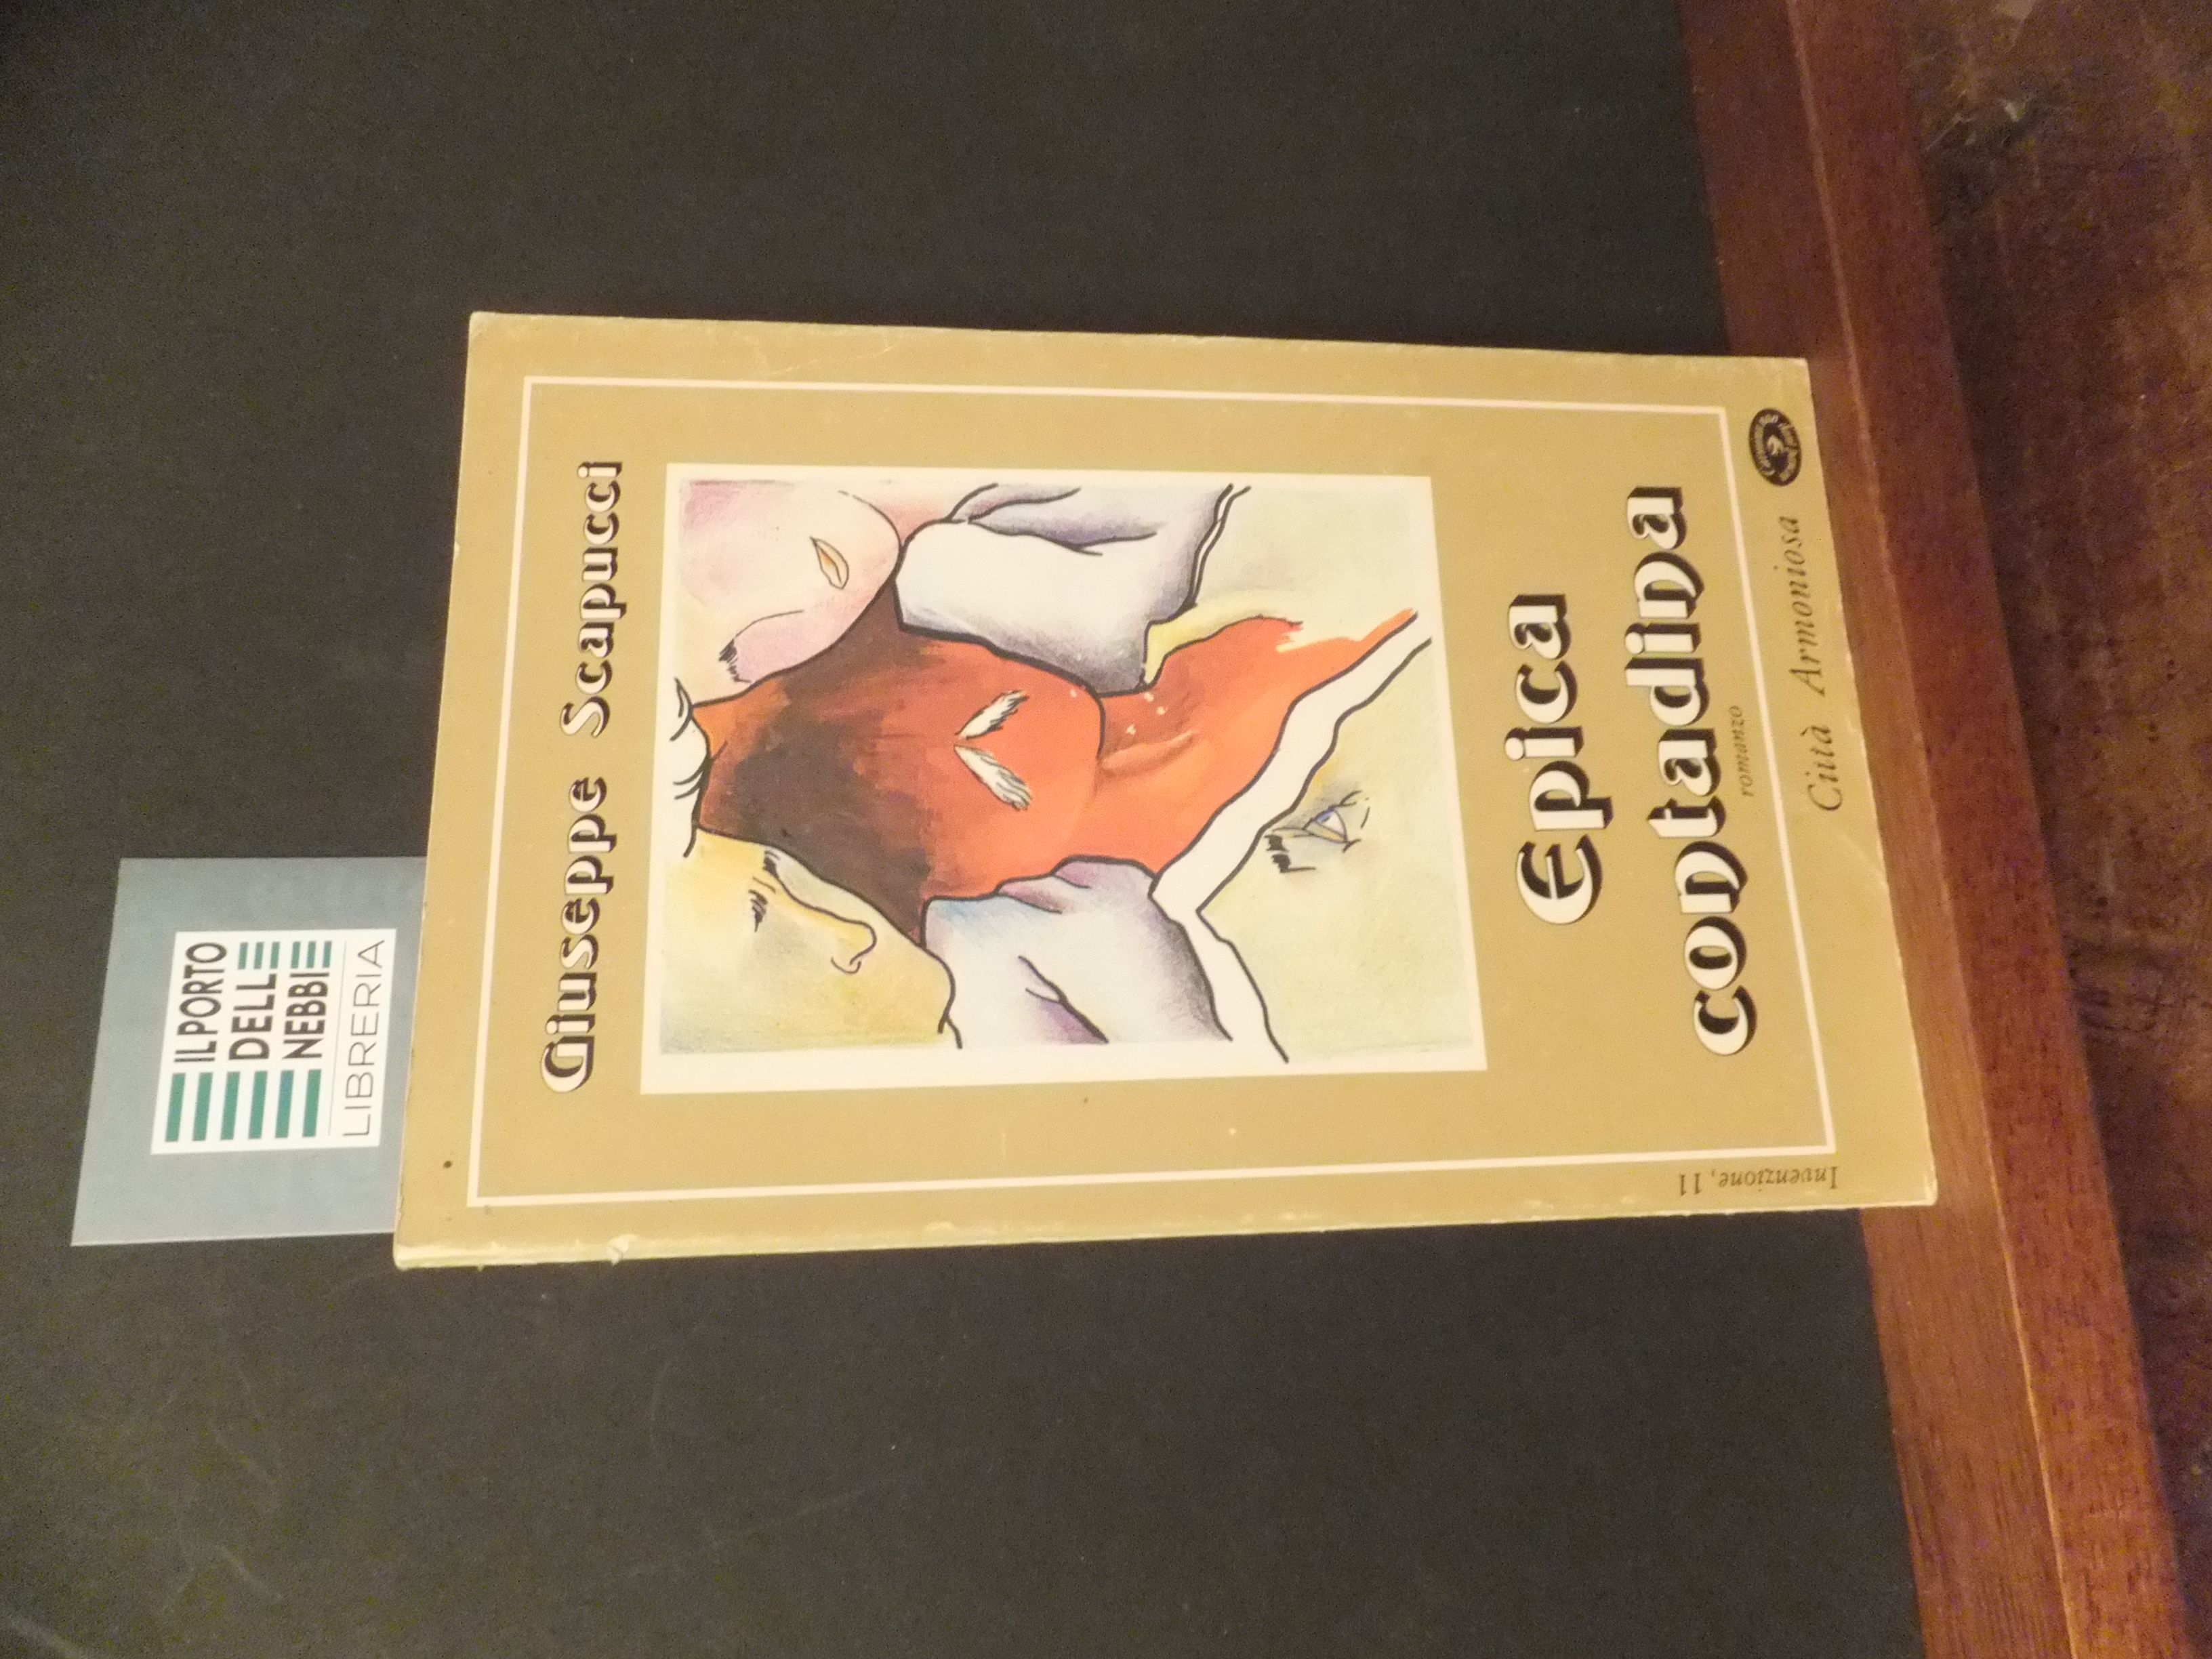 IL PORTO
DELLE
NEBBIE
LIBRERIA
Giuseppe Scapucci
Epica
contadina
romanzo
Città Armoniosa
Invenzione, 11